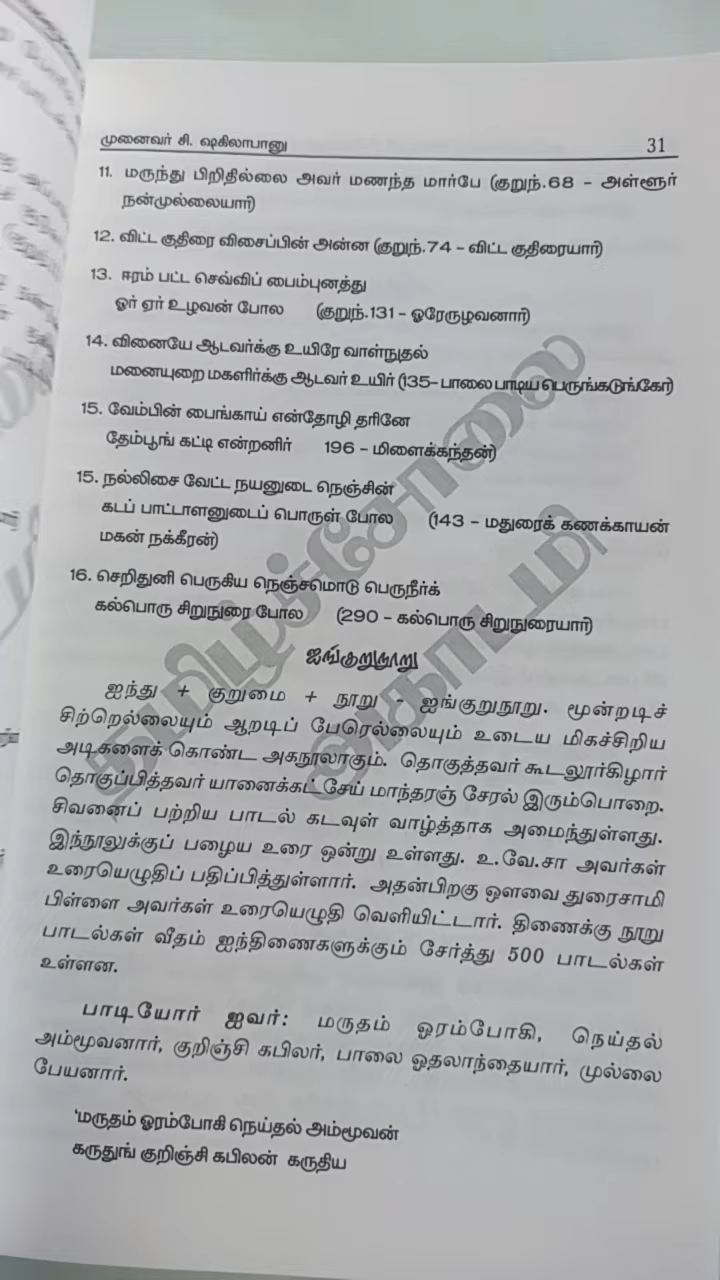 முனைவர் சி. ஷகிலாபானு 31
11. மருந்து பிறிதில்லை அவர் மணந்த மார்பே (குறுந்.68 - அள்ளூர்
நன்முல்லையார்)
12. விட்ட குதிரை விசைப்பின் அன்ன (குறுந்.74 - விட்ட குதிரையார்)
13. ஈரம் பட்ட செவ்விப் பைம்புனத்து
ஓர் ஏர் உழவன் போல (குறுந்.131 - ஓரேருழவனார்)
14. வினையே ஆடவர்க்கு உயிரே வாள்நுதல்
மனையுறை மகளிர்க்கு ஆடவர் உயிர் (135- பாலை பாடிய பெருங்கடுங்கோ)
15. வேம்பின் பைங்காய் என்தோழி தரினே
தேம்பூங் கட்டி என்றனிர் 196 - மிளைக்கந்தன்)
15. நல்லிசை வேட்ட நயனுடை நெஞ்சின்
கடப் பாட்டாளனுடைப் பொருள் போல (143 - மதுரைக் கணக்காயன்
மகன் நக்கீரன்)
16. செறிதுனி பெருகிய நெஞ்சமொடு பெருநீர்க்
கல்பொரு சிறுநுரை போல (290 - கல்பொரு சிறுநுரையார்)
ஐங்குறுநூறு
ஐந்து + குறுமை + நூறு - ஐங்குறுநூறு. மூன்றடிச்
சிற்றெல்லையும் ஆறடிப் பேரெல்லையும் உடைய மிகச்சிறிய
அடிகளைக் கொண்ட அகநூலாகும். தொகுத்தவர் கூடலூர்கிழார்
தொகுப்பித்தவர் யானைக்கட் சேய் மாந்தரஞ் சேரல் இரும்பொறை.
சிவனைப் பற்றிய பாடல் கடவுள் வாழ்த்தாக அமைந்துள்ளது.
இந்நூலுக்குப் பழைய உரை ஒன்று உள்ளது. உ.வே.சா அவர்கள்
உரையெழுதிப் பதிப்பித்துள்ளார். அதன்பிறகு ஔவை துரைசாமி
பிள்ளை அவர்கள் உரையெழுதி வெளியிட்டார். திணைக்கு நூறு
பாடல்கள் வீதம் ஐந்திணைகளுக்கும் சேர்த்து 500 பாடல்கள்
உள்ளன.
பாடியோர் ஐவர்: மருதம் ஓரம்போகி, நெய்தல்
அம்மூவனார், குறிஞ்சி கபிலர், பாலை ஓதலாந்தையார், முல்லை
பேயனார்.
'மருதம் ஓரம்போகி நெய்தல் அம்மூவன்
கருதுங் குறிஞ்சி கபிலன் கருதிய
தமிழ்ச்சோலை
அகாடமி